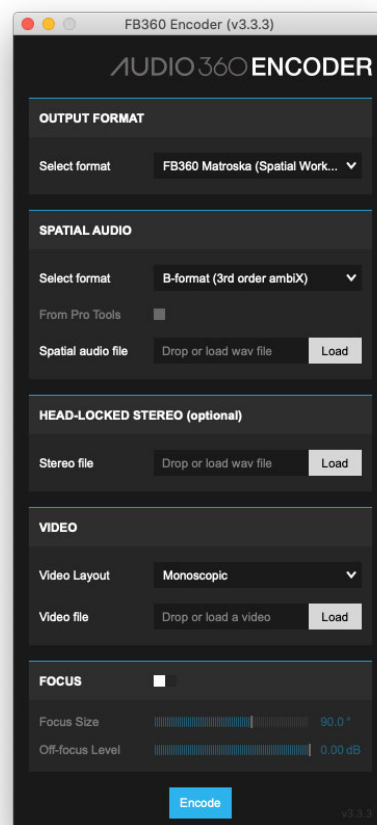 FB360 Encoder (v3.3.3)
AUDIO360 ENCODER
OUTPUT FORMAT
Select format FB360 Matroska (Spatial Work...
SPATIAL AUDIO
Select format B-format (3rd order ambiX)
From Pro Tools
Spatial audio file Drop or load wav file Load
HEAD-LOCKED STEREO (optional)
Stereo file Drop or load wav file Load
VIDEO
Video Layout Monoscopic
Video file Drop or load a video Load
FOCUS
Focus Size 90.0 °
Off-focus Level 0.00 dB
Encode
v3.3.3